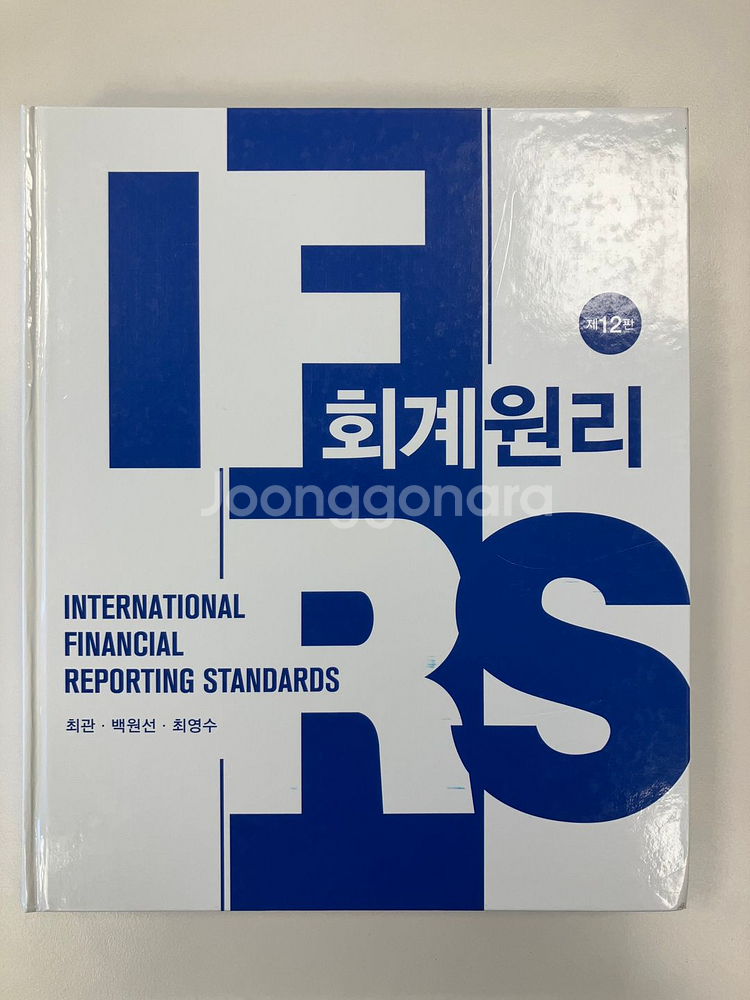 IF
제12판
회계원리
Joonggonara
RS
INTERNATIONAL
FINANCIAL
REPORTING STANDARDS
최관 · 백원선 · 최영수